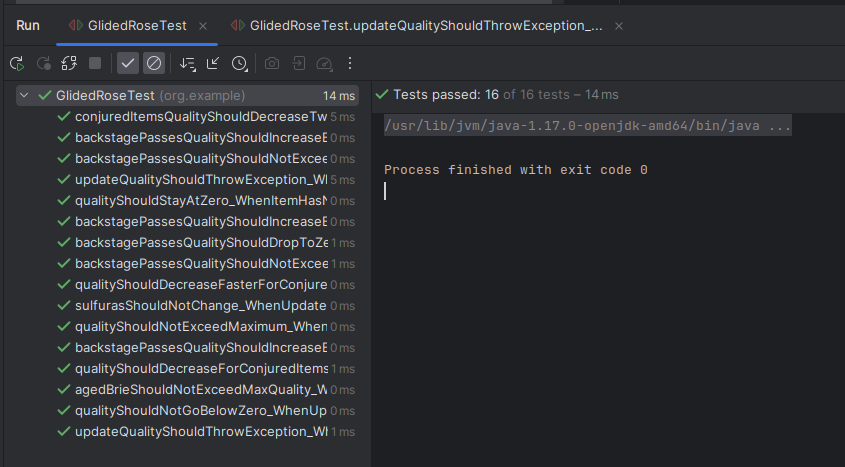 Run GlidedRoseTest × GlidedRoseTest.updateQualityShouldThrowException_... ×
GlidedRoseTest (org.example) 14 ms
conjuredItemsQualityShouldDecreaseTw 5 ms
backstagePassesQualityShouldIncreaseB 0 ms
backstagePassesQualityShouldNotExcee 0 ms
updateQualityShouldThrowException_Wh 5 ms
qualityShouldStayAtZero_WhenItemHasN 0 ms
backstagePassesQualityShouldIncreaseB 0 ms
backstagePassesQualityShouldDropToZe 1 ms
backstagePassesQualityShouldNotExcee 1 ms
qualityShouldDecreaseFasterForConjure 0 ms
sulfurasShouldNotChange_WhenUpdate 0 ms
qualityShouldNotExceedMaximum_When 0 ms
backstagePassesQualityShouldIncreaseB 0 ms
qualityShouldDecreaseForConjuredItems 1 ms
agedBrieShouldNotExceedMaxQuality_W 0 ms
qualityShouldNotGoBelowZero_WhenUp 0 ms
updateQualityShouldThrowException_Wh 1 ms
Tests passed: 16 of 16 tests – 14 ms
/usr/lib/jvm/java-1.17.0-openjdk-amd64/bin/java ...
Process finished with exit code 0